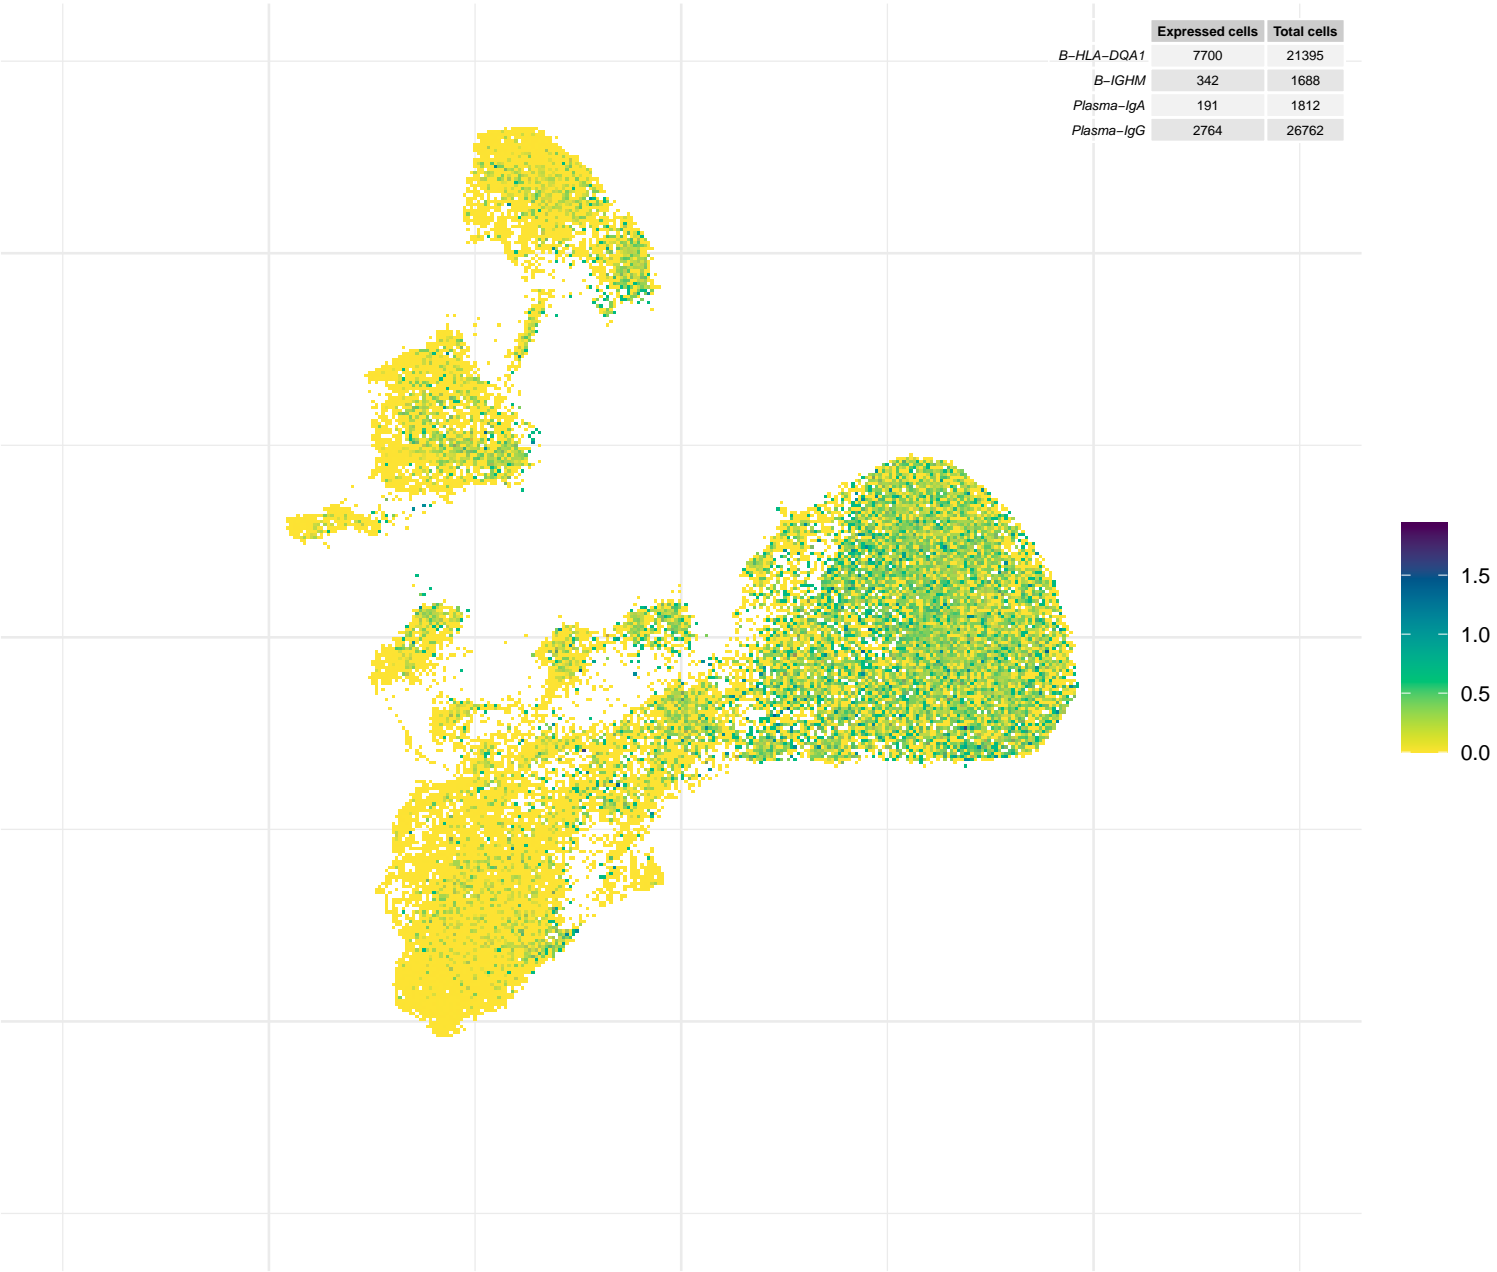 Expressed cells Total cells
B−HLA−DQA1 7700 21395
B−IGHM 342 1688
Plasma−IgA 191 1812
Plasma−IgG 2764 26762
1.5
1.0
0.5
0.0